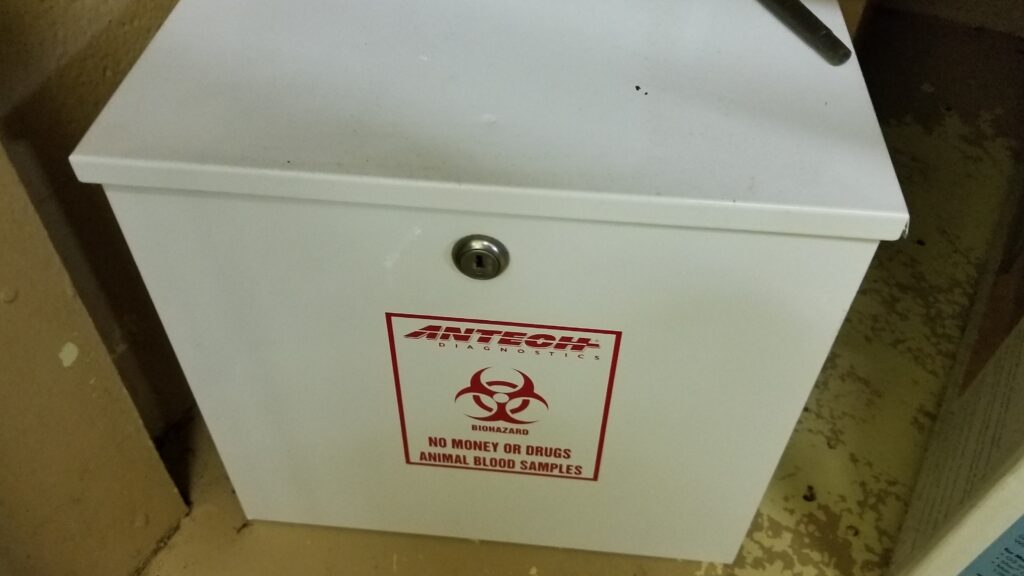 ANTECH
DIAGNOSTICS
BIOHAZARD
NO MONEY OR DRUGS
ANIMAL BLOOD SAMPLES